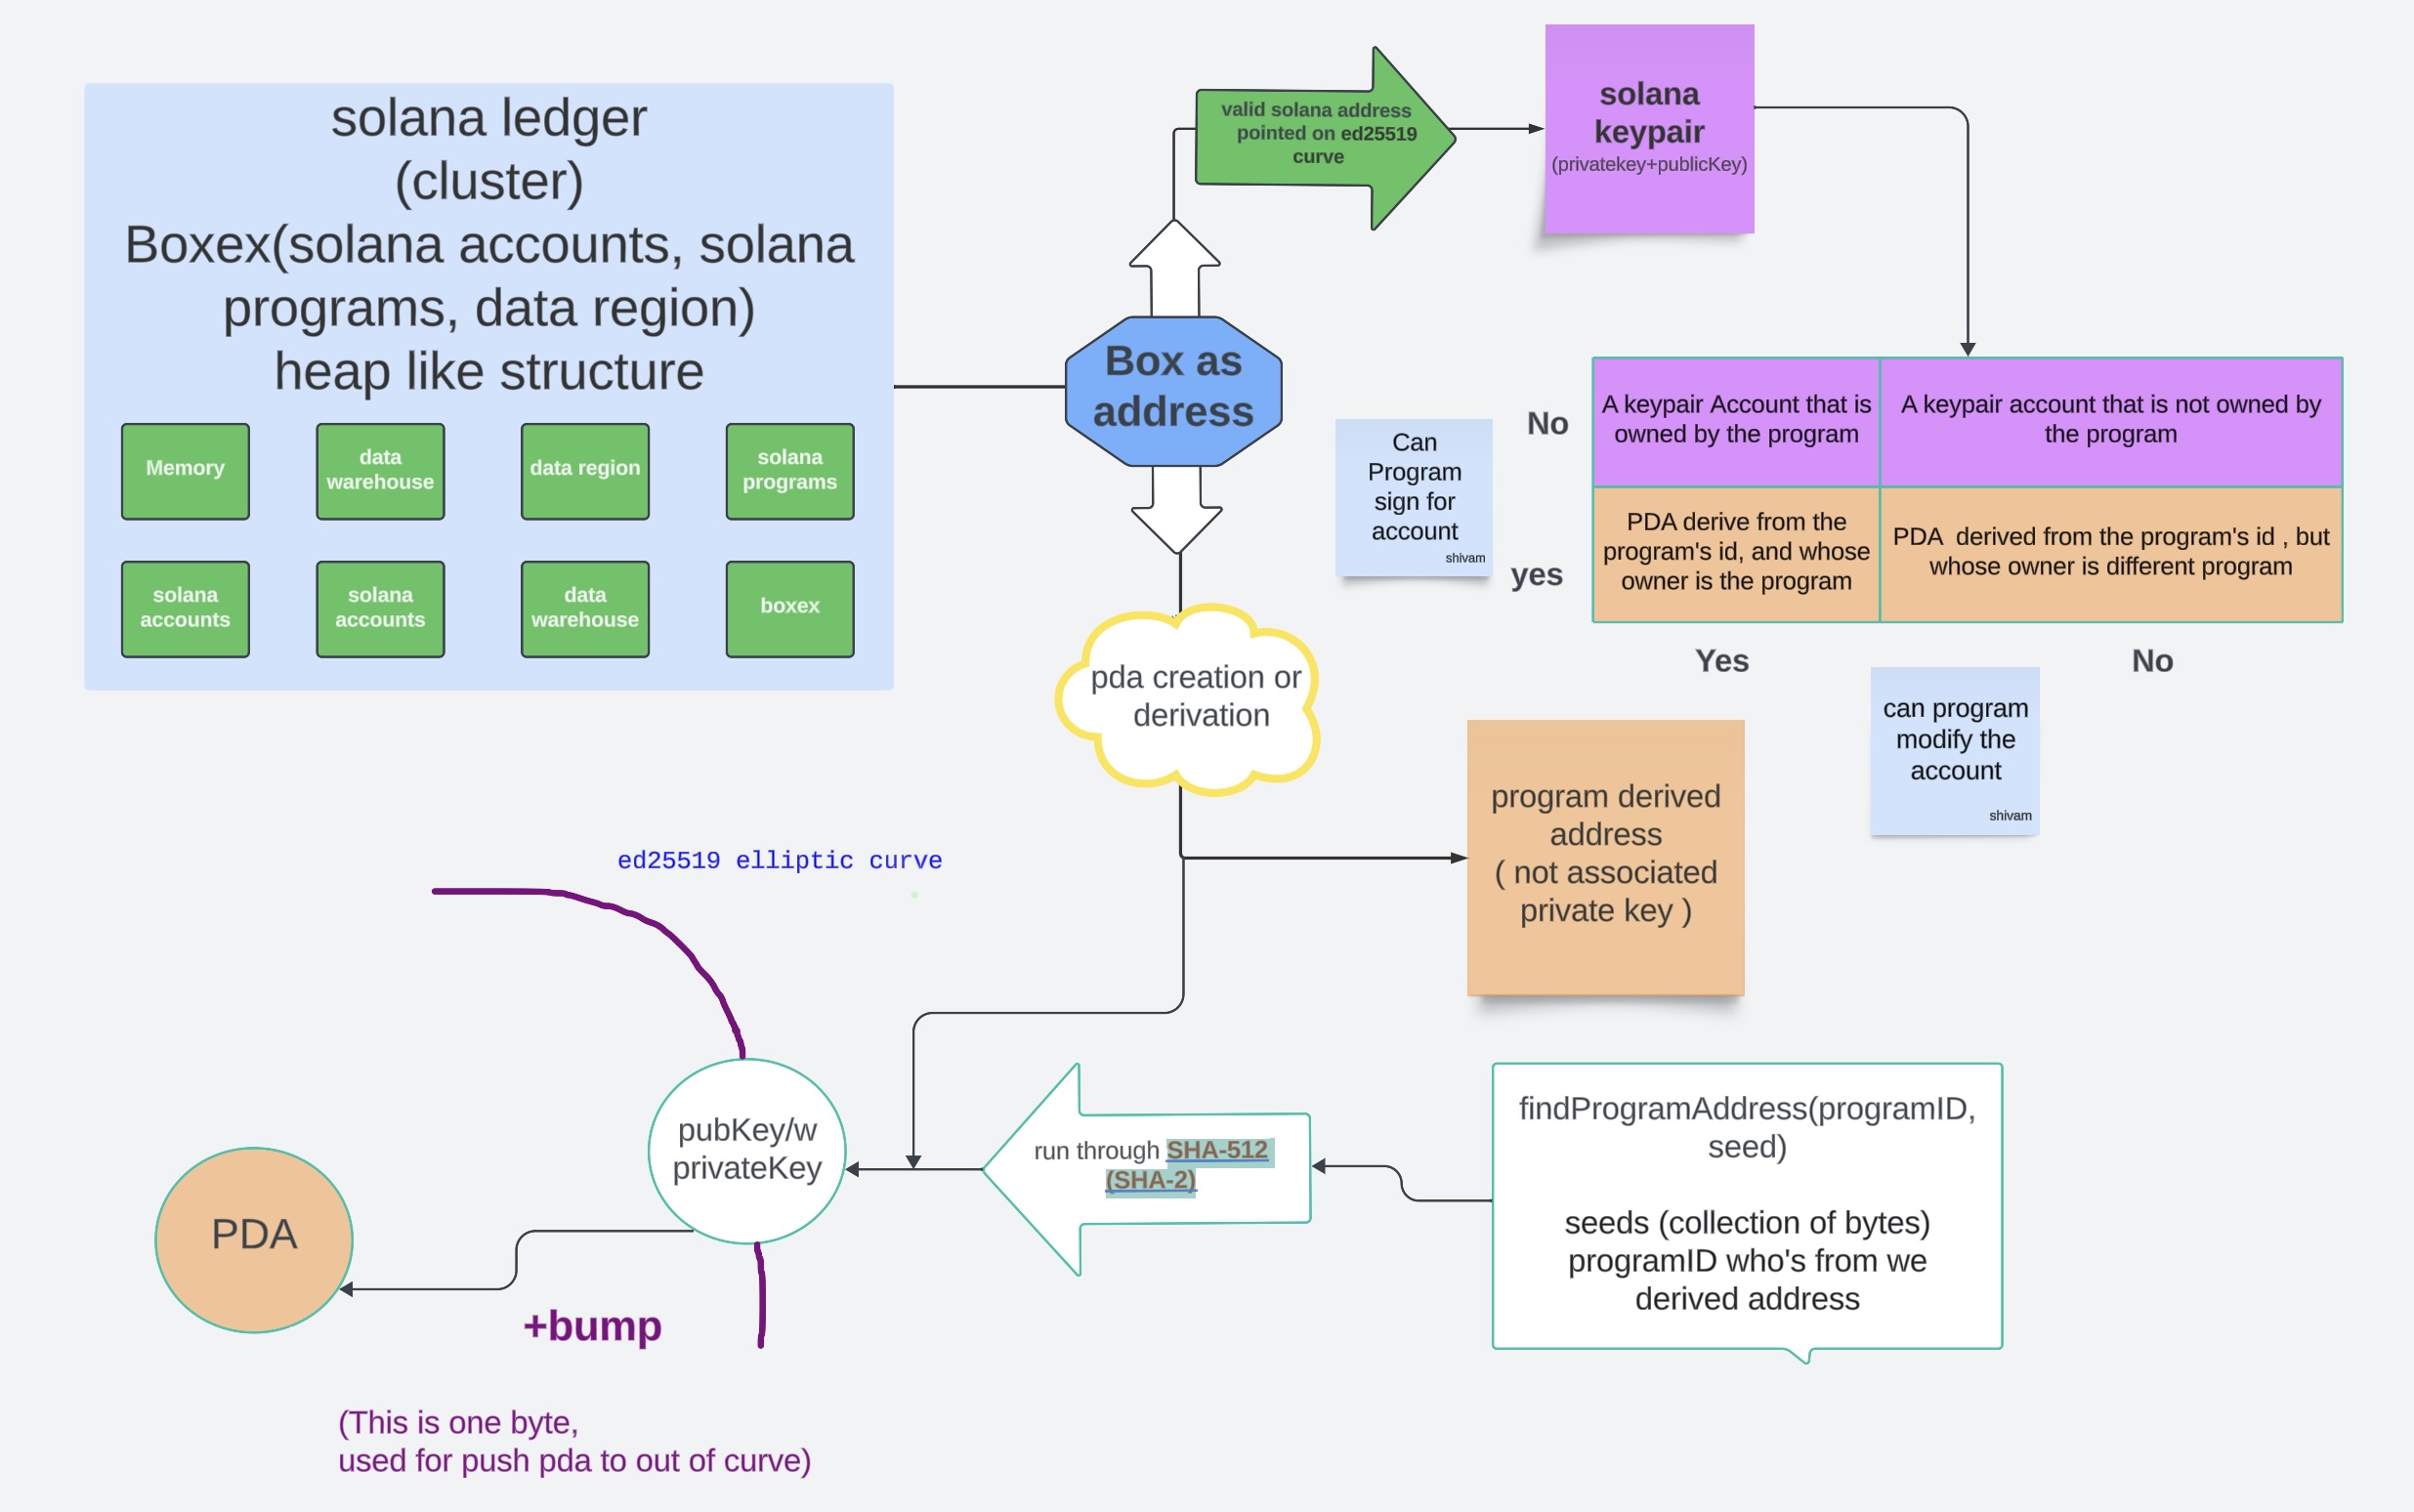 solana ledger
(cluster)
Boxex(solana accounts, solana
programs, data region)
heap like structure
Memory
data
warehouse
data region
solana
programs
solana
accounts
solana
accounts
data
warehouse
boxex
Box as
address
valid solana address
pointed on ed25519
curve
solana
keypair
(privatekey+publicKey)
Can
Program
sign for
account
shivam
No
yes
A keypair Account that is
owned by the program
A keypair account that is not owned by
the program
PDA derive from the
program's id, and whose
owner is the program
PDA derived from the program's id , but
whose owner is different program
Yes
No
can program
modify the
account
shivam
pda creation or
derivation
program derived
address
( not associated
private key )
ed25519 elliptic curve
pubKey/w
privateKey
run through SHA-512
(SHA-2)
findProgramAddress(programID,
seed)
seeds (collection of bytes)
programID who's from we
derived address
PDA
+bump
(This is one byte,
used for push pda to out of curve)